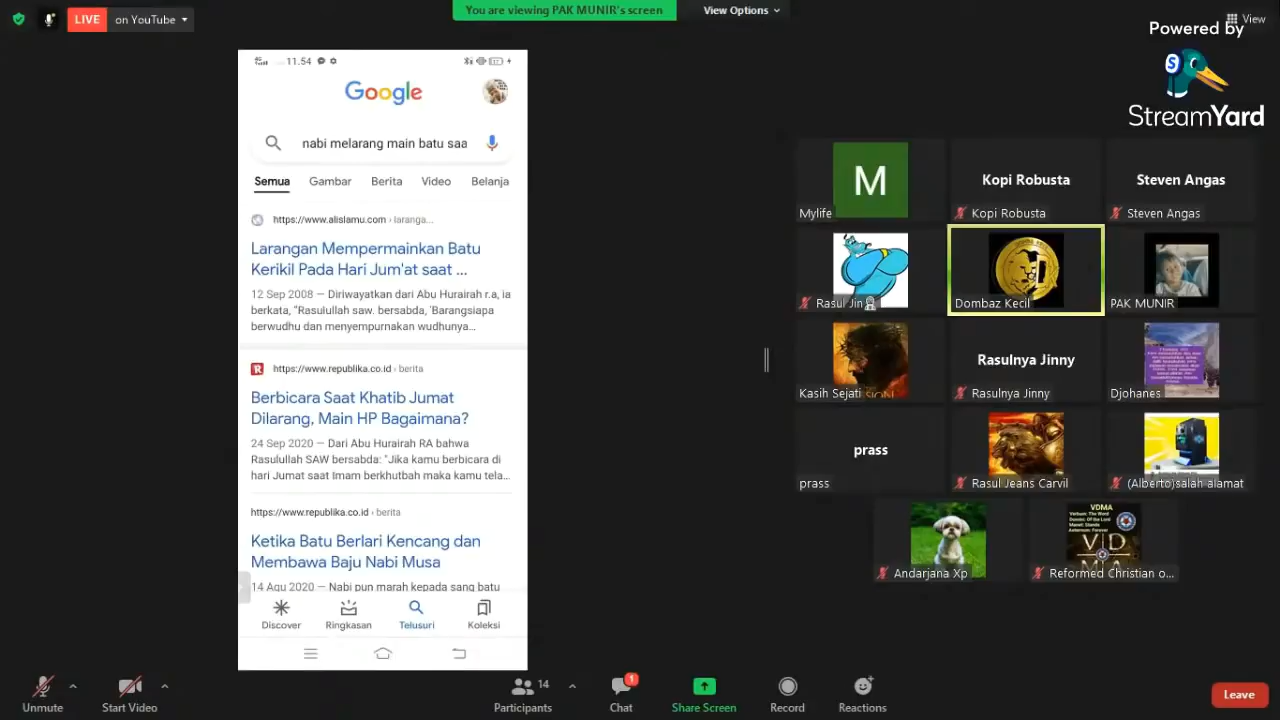 You are viewing PAK MUNIR's screen
View Options
LIVE
on YouTube
View
Powered by
StreamYard
11.54
Google
nabi melarang main batu saa
Semua
Gambar
Berita
Video
Belanja
https://www.alislamu.com › laranga...
Larangan Mempermainkan Batu
Kerikil Pada Hari Jum'at saat ...
12 Sep 2008 — Diriwayatkan dari Abu Hurairah r.a, ia
berkata, "Rasulullah saw. bersabda, 'Barangsiapa
berwudhu dan menyempurnakan wudhunya...
https://www.republika.co.id › berita
Berbicara Saat Khatib Jumat
Dilarang, Main HP Bagaimana?
24 Sep 2020 — Dari Abu Hurairah RA bahwa
Rasulullah SAW bersabda: "Jika kamu berbicara di
hari Jumat saat Imam berkhutbah maka kamu tela...
https://www.republika.co.id › berita
Ketika Batu Berlari Kencang dan
Membawa Baju Nabi Musa
14 Agu 2020 — Nabi pun marah kepada sang batu
Discover
Ringkasan
Telusuri
Koleksi
M
Mylife
Kopi Robusta
Kopi Robusta
Steven Angas
Steven Angas
Rasul Jin
Dombaz Kecil
PAK MUNIR
Kasih Sejati
Rasulnya Jinny
Rasulnya Jinny
Djohanes
prass
prass
Rasul Jeans Carvil
(Alberto)salah alamat
Andarjana Xp
VDMA
Reformed Christian o...
Unmute
Start Video
14
Participants
1
Chat
Share Screen
Record
Reactions
Leave